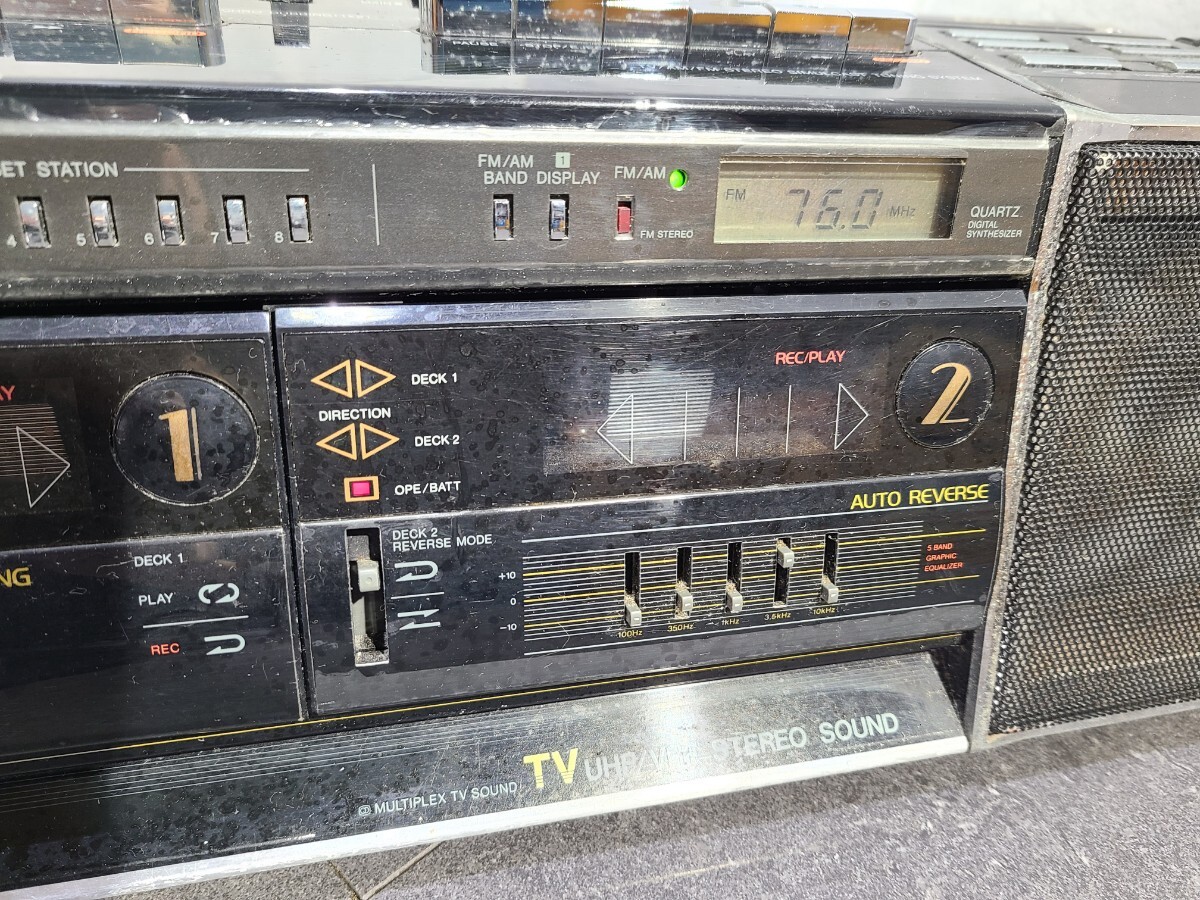 SET STATION
4 5 6 7 8
FM/AM
BAND
1
DISPLAY
FM/AM
FM STEREO
FM 76.0 MHz
QUARTZ
DIGITAL
SYNTHESIZER
1
DECK 1
DIRECTION
DECK 2
OPE/BATT
REC/PLAY
2
AUTO REVERSE
DECK 2
REVERSE MODE
+10
0
-10
100Hz 350Hz 1kHz 3.5kHz 10kHz
5 BAND
GRAPHIC
EQUALIZER
DECK 1
PLAY
REC
MULTIPLEX TV SOUND
TV STEREO SOUND